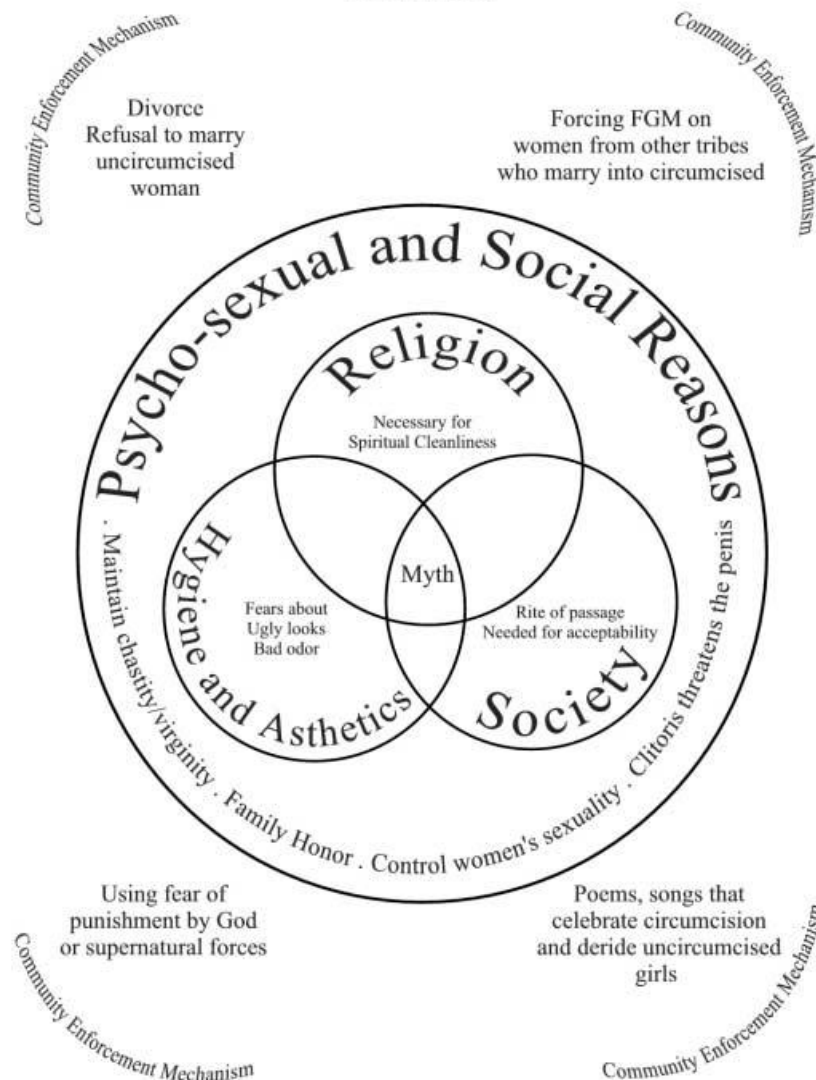 Community Enforcement Mechanism
Divorce
Refusal to marry
uncircumcised
woman
Community Enforcement Mechanism
Forcing FGM on
women from other tribes
who marry into circumcised
Psycho-sexual and Social Reasons
Religion
Necessary for
Spiritual Cleanliness
Myth
Hygiene and Asthetics
Fears about
Ugly looks
Bad odor
Rite of passage
Needed for acceptability
Society
. Maintain chastity/virginity . Family Honor . Control women's sexuality . Clitoris threatens the penis
Using fear of
punishment by God
or supernatural forces
Community Enforcement Mechanism
Poems, songs that
celebrate circumcision
and deride uncircumcised
girls
Community Enforcement Mechanism